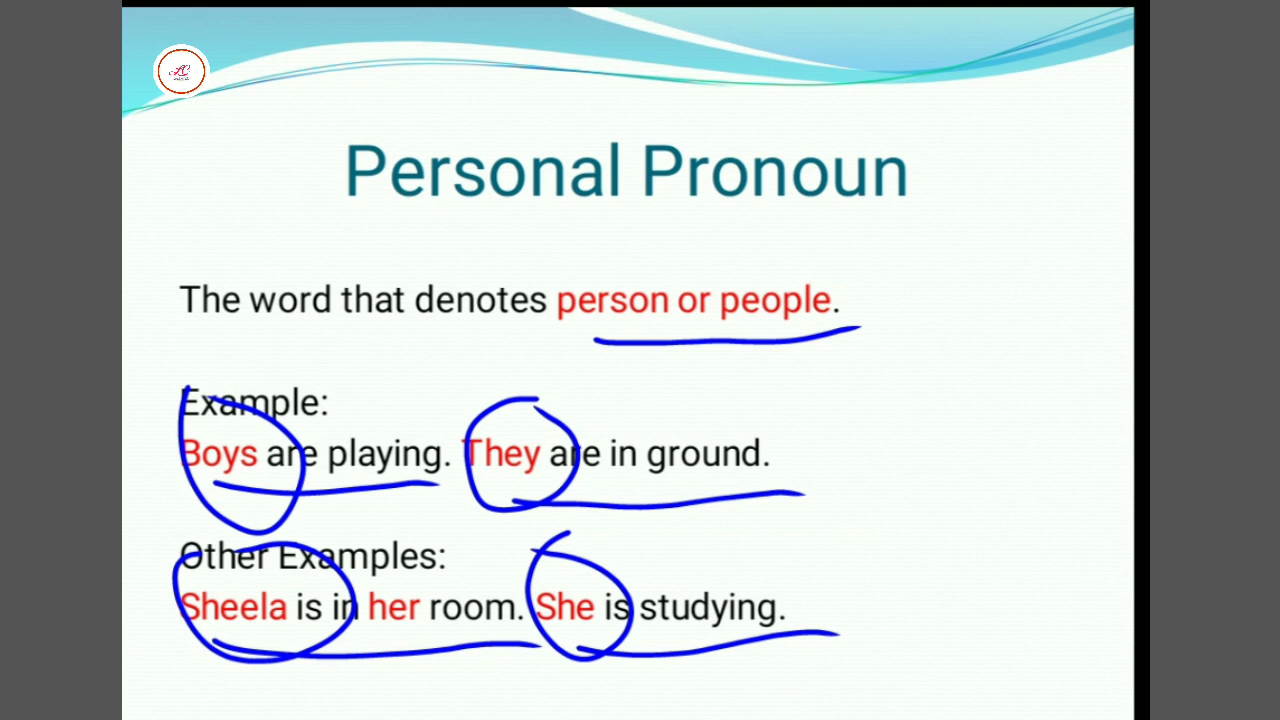 Personal Pronoun
The word that denotes person or people.
Example:
Boys are playing. They are in ground.
Other Examples:
Sheela is in her room. She is studying.